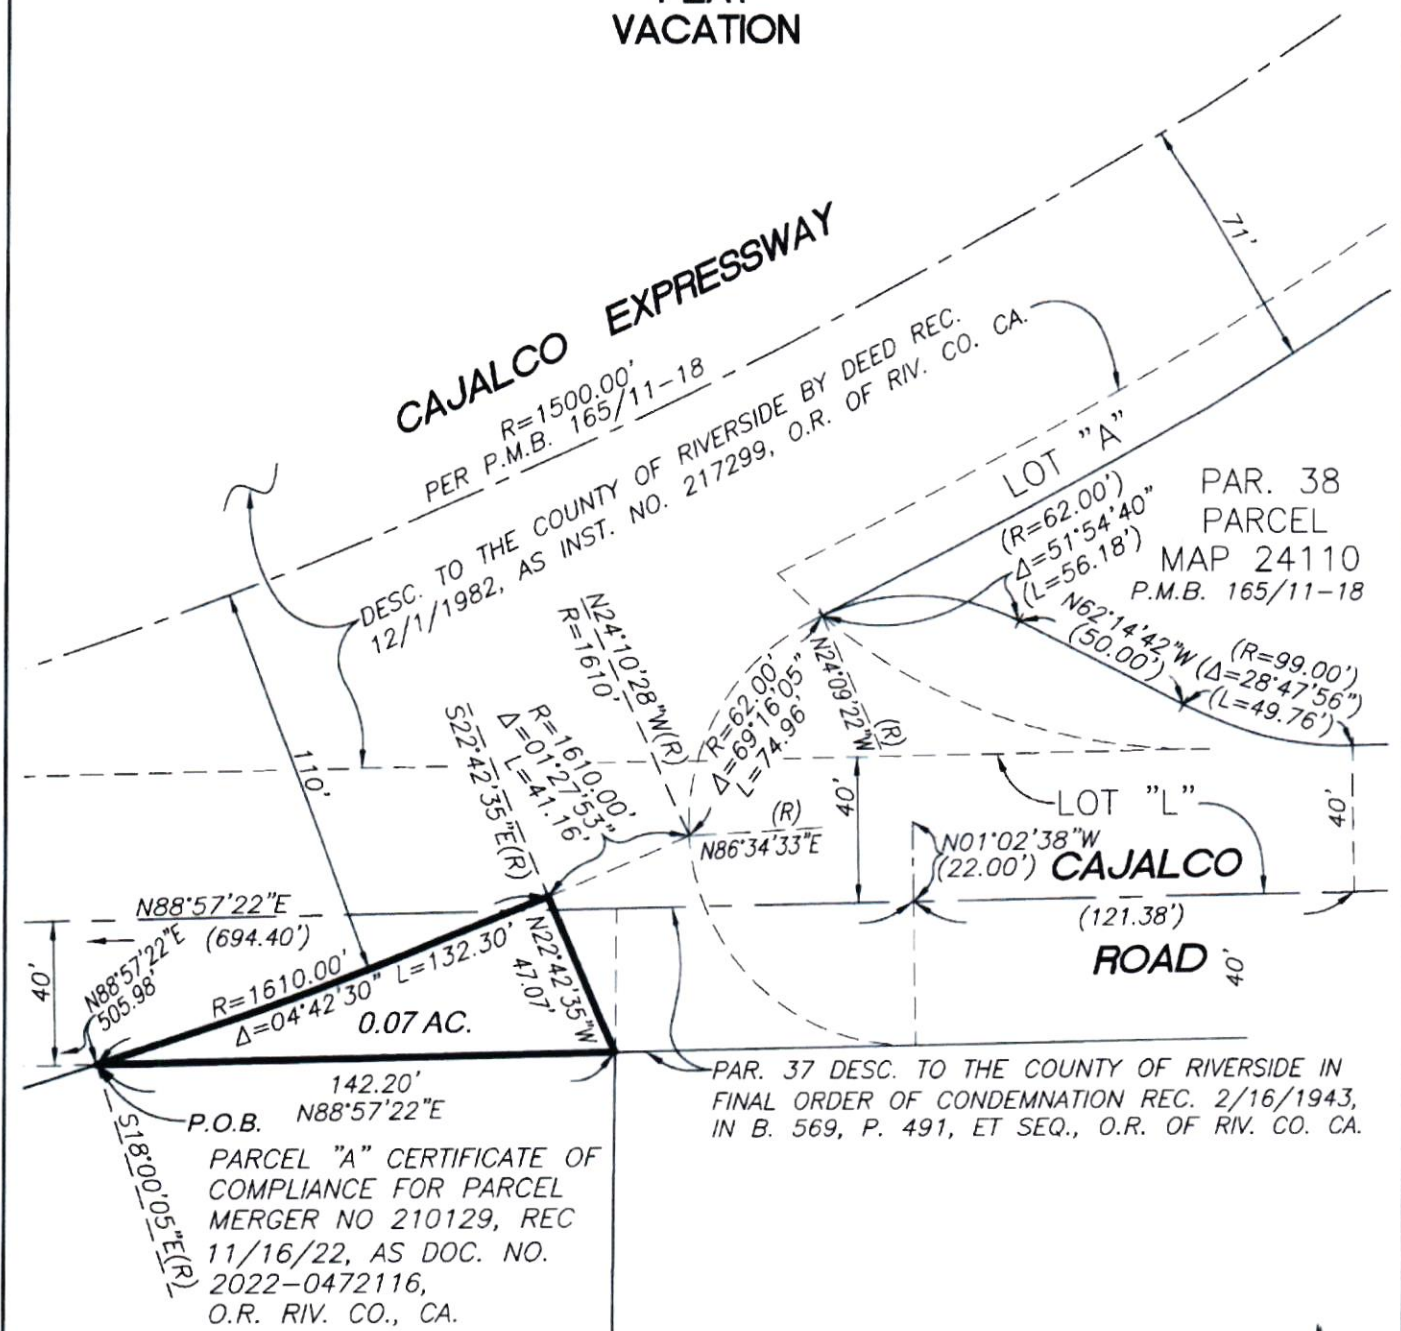 VACATION
CAJALCO EXPRESSWAY
R=1500.00'
PER P.M.B. 165/11-18
71'
DESC. TO THE COUNTY OF RIVERSIDE BY DEED REC.
12/1/1982, AS INST. NO. 217299, O.R. OF RIV. CO. CA.
LOT "A"
PAR. 38
PARCEL
MAP 24110
P.M.B. 165/11-18
(R=62.00')
Δ=51°54'40"
(L=56.18')
N62°14'42"W
(50.00')
(R=99.00')
(Δ=28°47'56")
(L=49.76')
N24°10'28"W(R)
R=1610'
R=62.00'
Δ=69°16'05"
L=74.96'
N24°09'22"W
(R)
S22°42'35"E(R)
R=1610.00'
Δ=01°27'53"
L=41.16'
110'
(R)
N86°34'33"E
40'
LOT "L"
40'
N01°02'38"W
(22.00')
CAJALCO
(121.38')
ROAD
40'
N88°57'22"E
(694.40')
40'
N88°57'22"E
505.98'
R=1610.00'
L=132.30'
Δ=04°42'30"
0.07 AC.
N22°42'35"W
47.07'
142.20'
N88°57'22"E
P.O.B.
S18°00'05"E(R)
PAR. 37 DESC. TO THE COUNTY OF RIVERSIDE IN
FINAL ORDER OF CONDEMNATION REC. 2/16/1943,
IN B. 569, P. 491, ET SEQ., O.R. OF RIV. CO. CA.
PARCEL "A" CERTIFICATE OF
COMPLIANCE FOR PARCEL
MERGER NO 210129, REC
11/16/22, AS DOC. NO.
2022-0472116,
O.R. RIV. CO., CA.